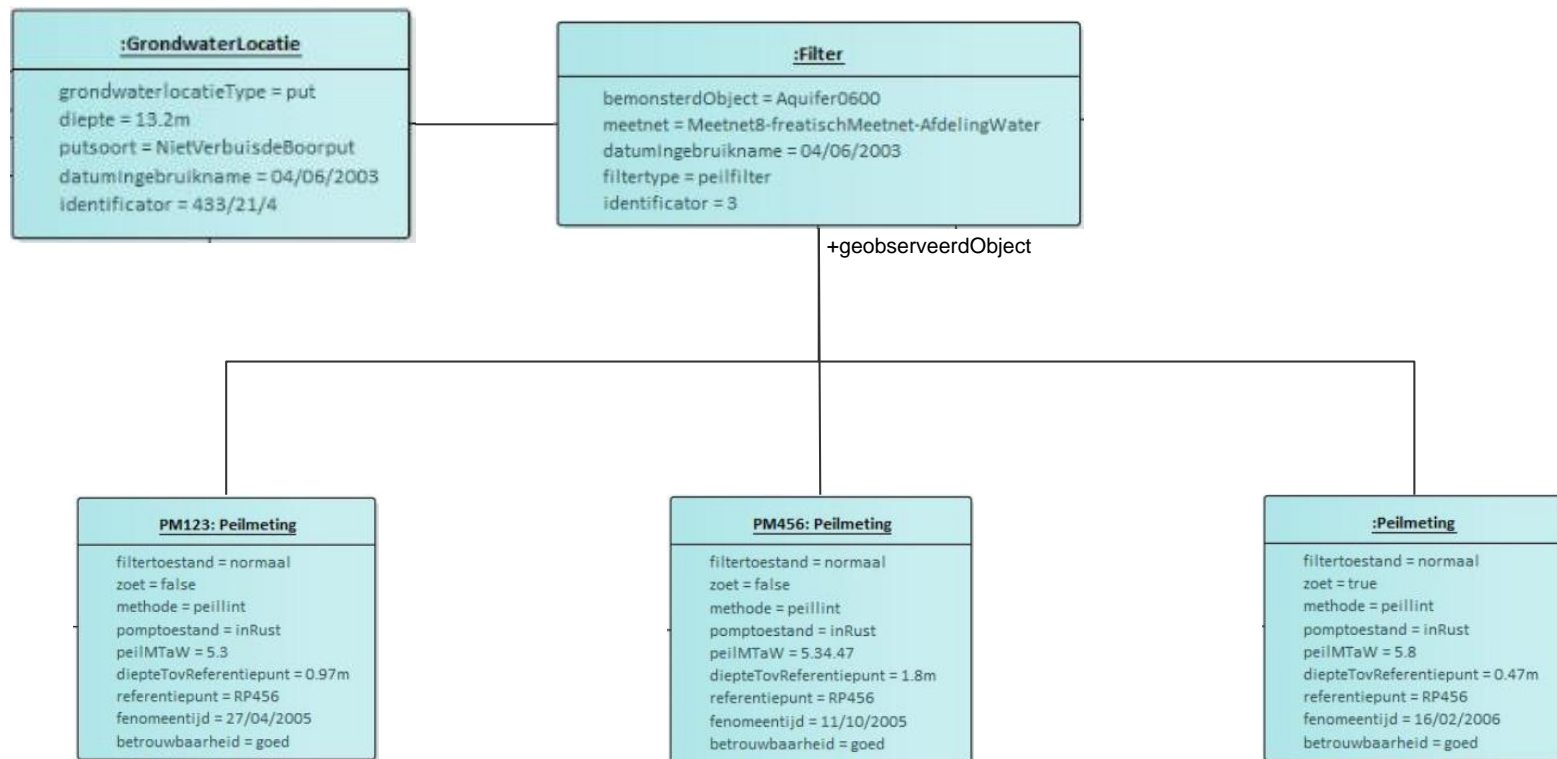 :GrondwaterLocatie
grondwaterlocatieType = put
diepte = 13.2m
putsoort = NietVerbuisdeBoorput
datumIngebruikname = 04/06/2003
identificator = 433/21/4
:Filter
bemonsterdObject = Aquifer0600
meetnet = Meetnet8-freatischMeetnet-AfdelingWater
datumIngebruikname = 04/06/2003
filtertype = peilfilter
identificator = 3
+geobserveerdObject
PM123: Peilmeting
filtertoestand = normaal
zoet = false
methode = peillint
pomptoestand = inRust
peilMTaW = 5.3
diepteTovReferentiepunt = 0.97m
referentiepunt = RP456
fenomeentijd = 27/04/2005
betrouwbaarheid = goed
PM456: Peilmeting
filtertoestand = normaal
zoet = false
methode = peillint
pomptoestand = inRust
peilMTaW = 5.34.47
diepteTovReferentiepunt = 1.8m
referentiepunt = RP456
fenomeentijd = 11/10/2005
betrouwbaarheid = goed
:Peilmeting
filtertoestand = normaal
zoet = true
methode = peillint
pomptoestand = inRust
peilMTaW = 5.8
diepteTovReferentiepunt = 0.47m
referentiepunt = RP456
fenomeentijd = 16/02/2006
betrouwbaarheid = goed